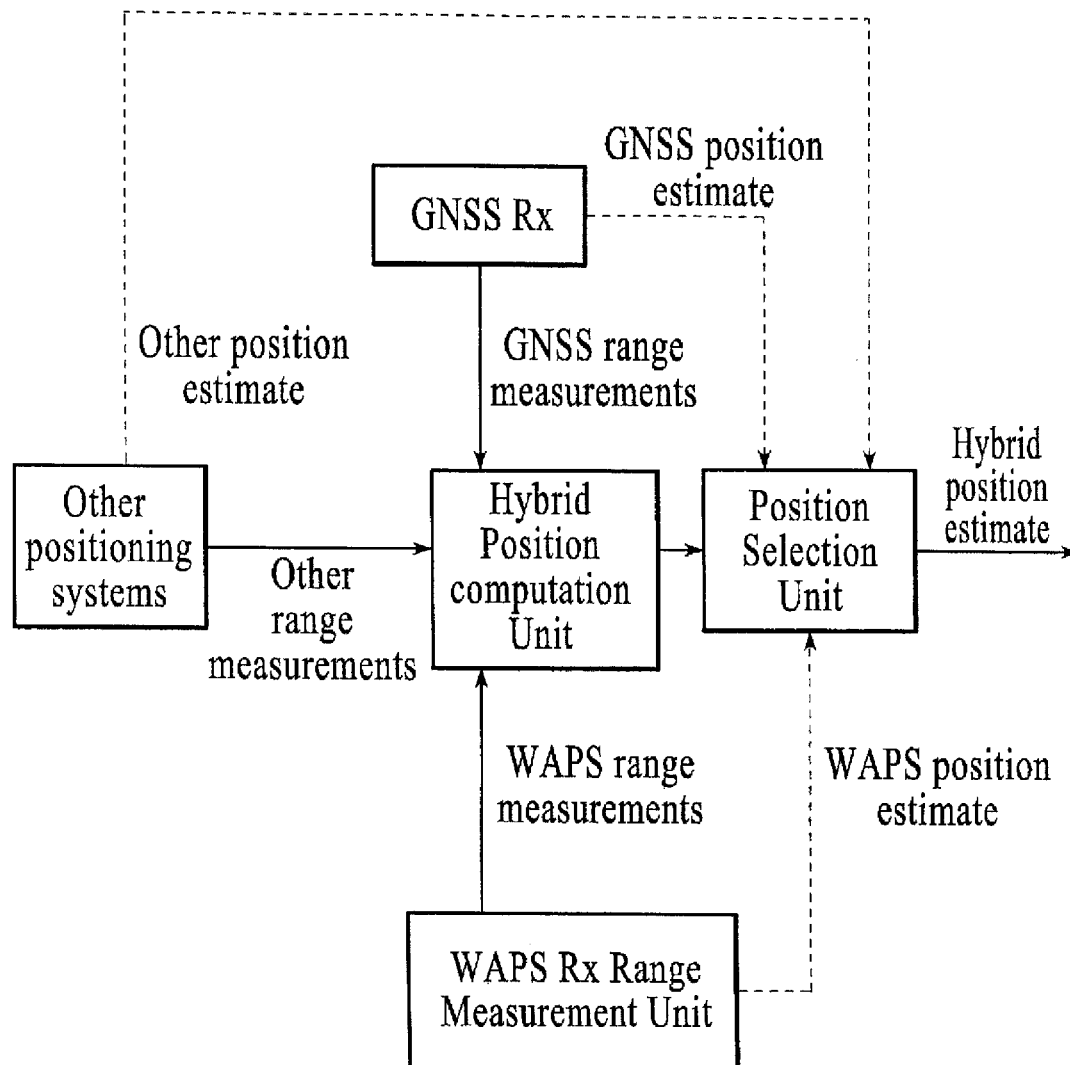 GNSS position
estimate
GNSS Rx
Other position
estimate
GNSS range
measurements
Hybrid
position
estimate
Other
positioning
systems
Other
range
measurements
Hybrid
Position
computation
Unit
Position
Selection
Unit
WAPS range
measurements
WAPS position
estimate
WAPS Rx Range
Measurement Unit